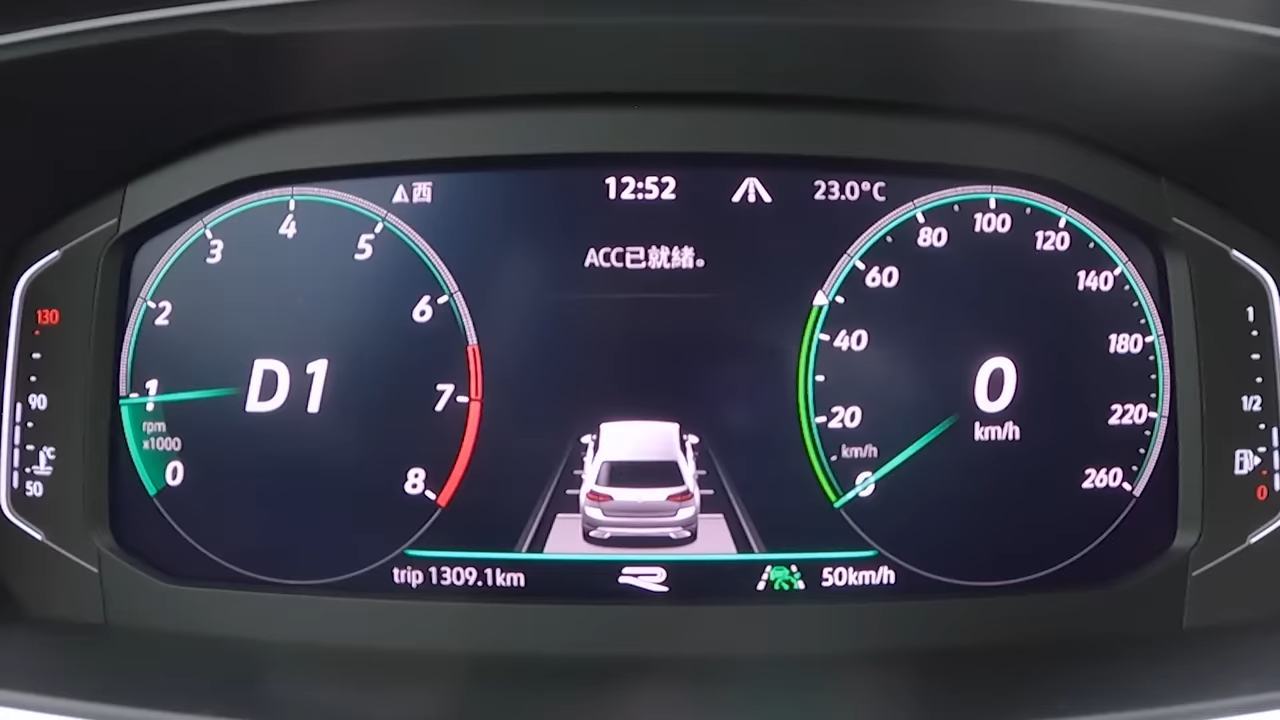 西
12:52
23.0°C
ACC已就緒。
1
2
3
4
5
6
7
8
0
rpm
x1000
D1
0
20
40
60
80
100
120
140
180
220
260
km/h
0
km/h
trip 1309.1km
R
50km/h
130
90
°C
50
1
1/2
0